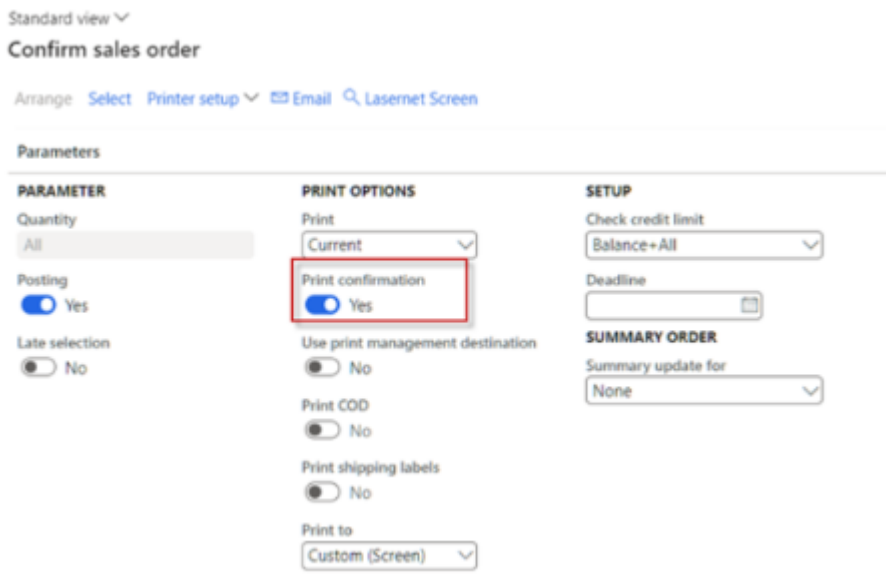 Standard view
Confirm sales order
Arrange Select Printer setup Email Lasernet Screen
Parameters
PARAMETER
Quantity
All
Posting
Yes
Late selection
No
PRINT OPTIONS
Print
Current
Print confirmation
Yes
Use print management destination
No
Print COD
No
Print shipping labels
No
Print to
Custom (Screen)
SETUP
Check credit limit
Balance+All
Deadline
SUMMARY ORDER
Summary update for
None